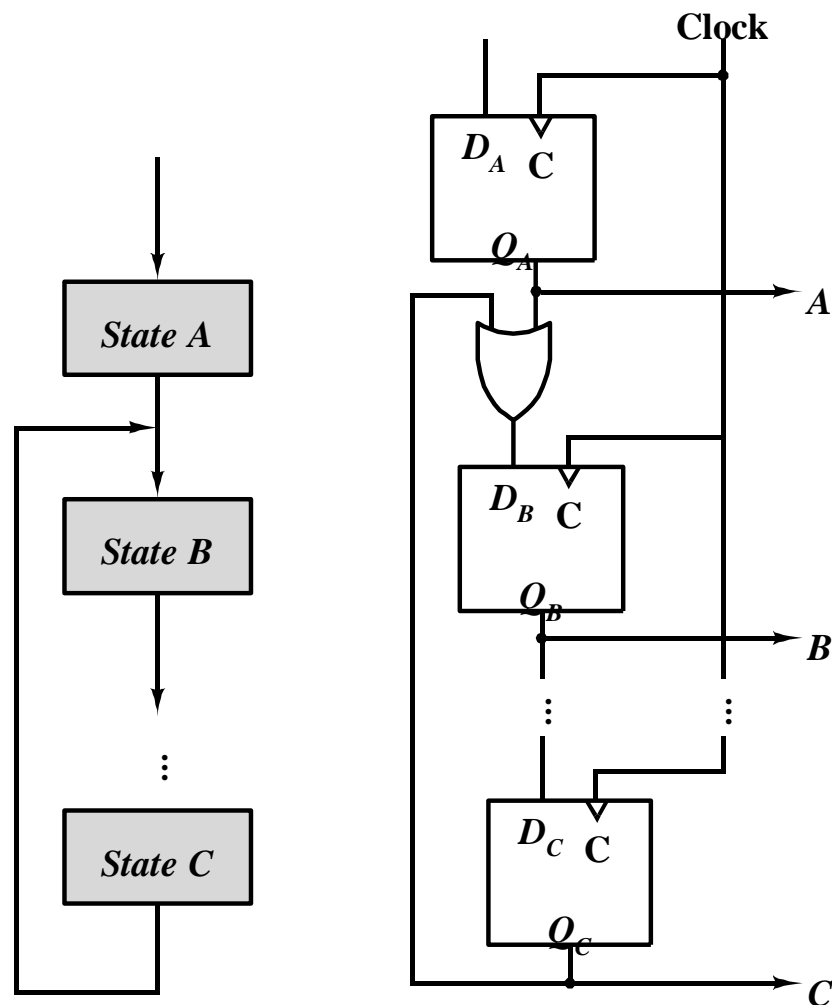 Clock
D_A C
Q_A
A
State A
D_B C
State B
Q_B
B
...
...
...
D_C C
State C
Q_C
C